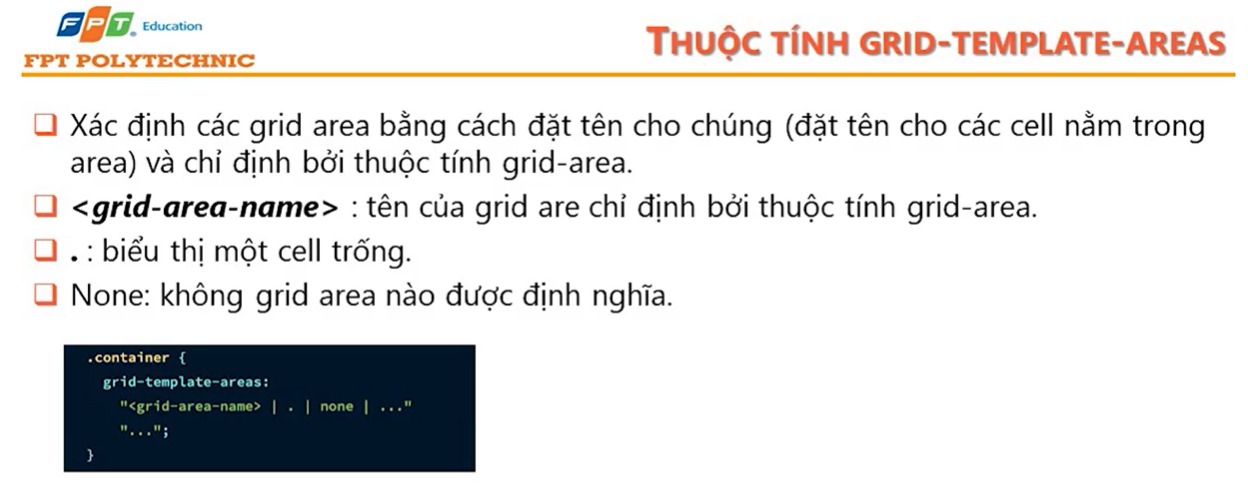 FPT Education
FPT POLYTECHNIC
THUỘC TÍNH GRID-TEMPLATE-AREAS
Xác định các grid area bằng cách đặt tên cho chúng (đặt tên cho các cell nằm trong
area) và chỉ định bởi thuộc tính grid-area.
<grid-area-name> : tên của grid are chỉ định bởi thuộc tính grid-area.
. : biểu thị một cell trống.
None: không grid area nào được định nghĩa.
.container {
grid-template-areas:
"<grid-area-name> | . | none | ..."
"...";
}